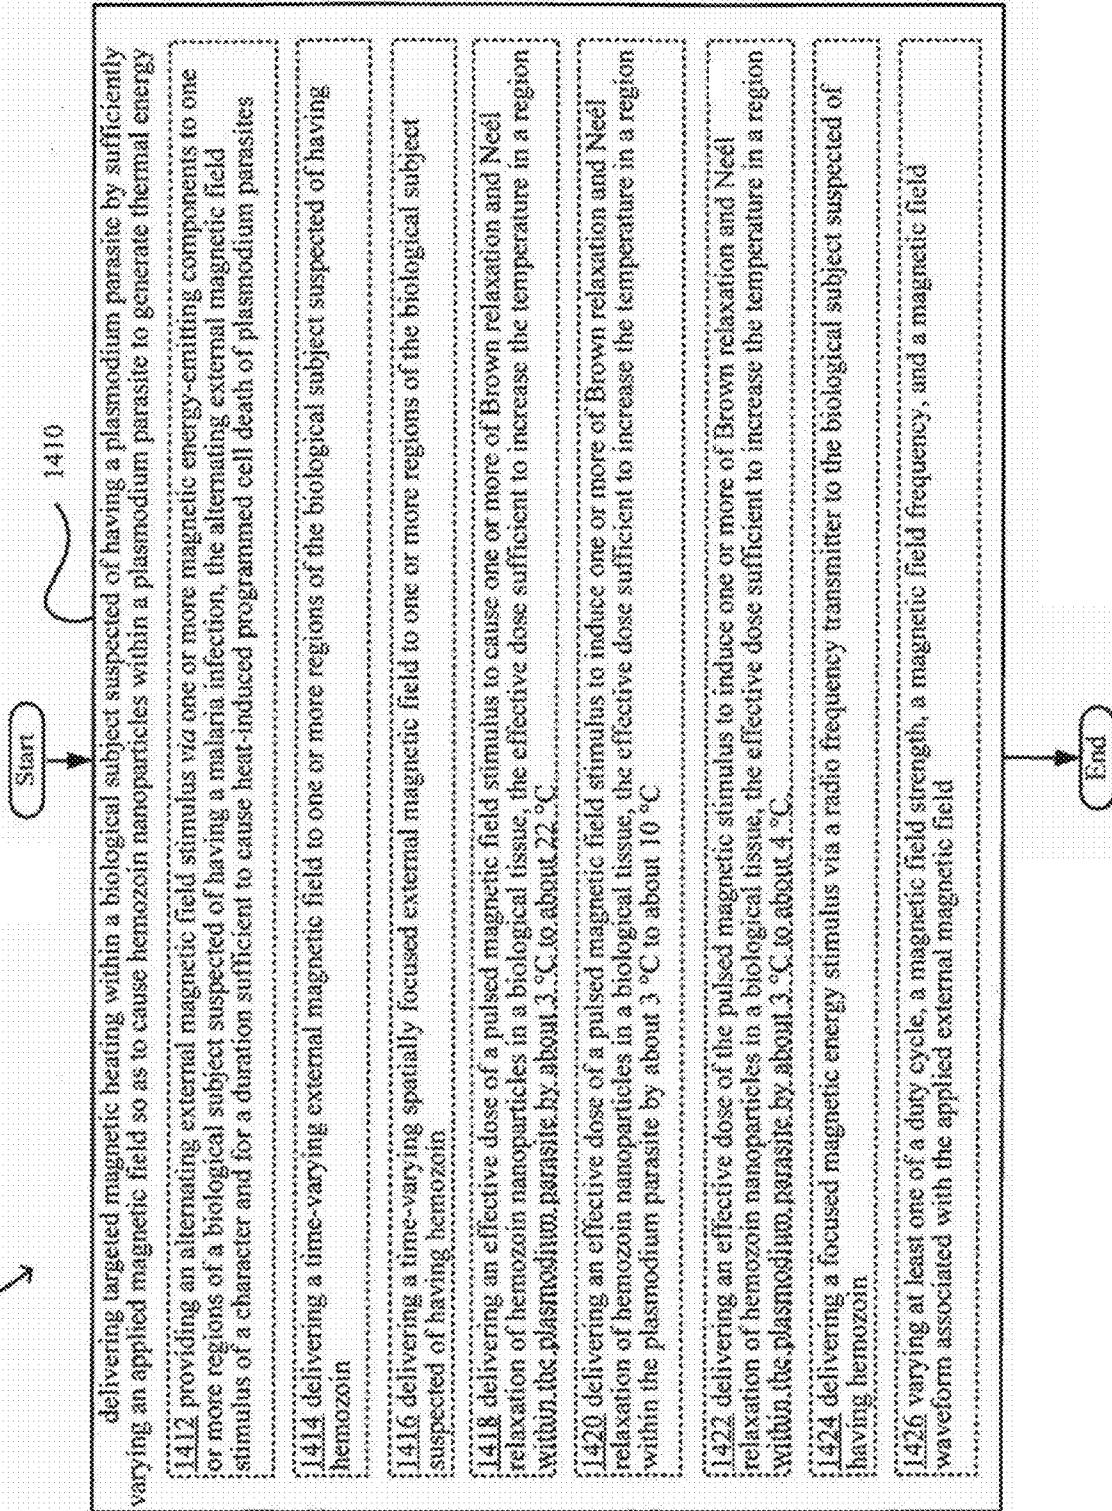 Start
1410
delivering targeted magnetic heating within a biological subject suspected of having a plasmodium parasite by sufficiently
varying an applied magnetic field so as to cause hemozoin nanoparticles within a plasmodium parasite to generate thermal energy
1412 providing an alternating external magnetic field stimulus via one or more magnetic energy-emitting components to one
or more regions of a biological subject suspected of having a malaria infection, the alternating external magnetic field
stimulus of a character and for a duration sufficient to cause heat-induced programmed cell death of plasmodium parasites
1414 delivering a time-varying external magnetic field to one or more regions of the biological subject suspected of having
hemozoin
1416 delivering a time-varying spatially focused external magnetic field to one or more regions of the biological subject
suspected of having hemozoin
1418 delivering an effective dose of a pulsed magnetic field stimulus to cause one or more of Brown relaxation and Neél
relaxation of hemozoin nanoparticles in a biological tissue, the effective dose sufficient to increase the temperature in a region
within the plasmodium parasite by about 3 °C to about 22 °C
1420 delivering an effective dose of a pulsed magnetic field stimulus to induce one or more of Brown relaxation and Neél
relaxation of hemozoin nanoparticles in a biological tissue, the effective dose sufficient to increase the temperature in a region
within the plasmodium parasite by about 3 °C to about 10 °C
1422 delivering an effective dose of the pulsed magnetic stimulus to induce one or more of Brown relaxation and Neél
relaxation of hemozoin nanoparticles in a biological tissue, the effective dose sufficient to increase the temperature in a region
within the plasmodium parasite by about 3 °C to about 4 °C
1424 delivering a focused magnetic energy stimulus via a radio frequency transmitter to the biological subject suspected of
having hemozoin
1426 varying at least one of a duty cycle, a magnetic field strength, a magnetic field frequency, and a magnetic field
waveform associated with the applied external magnetic field
End